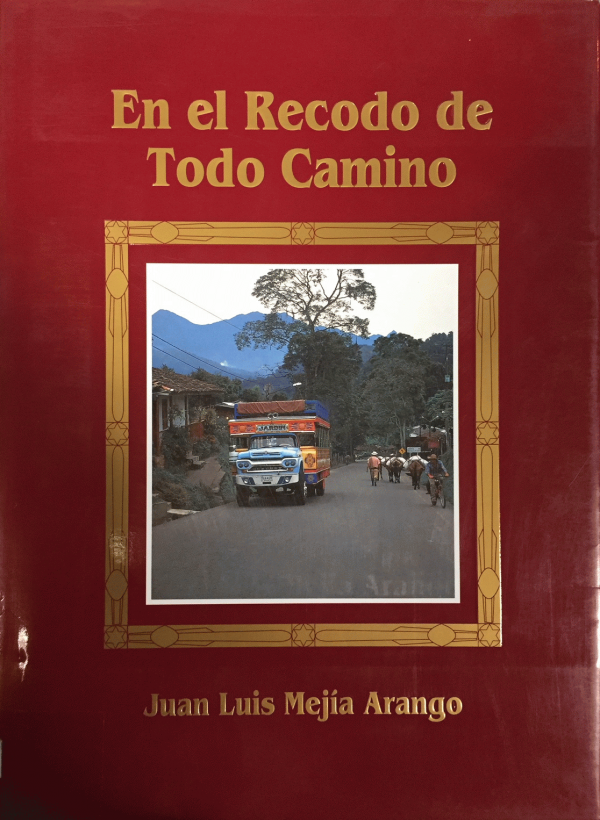 En el Recodo de
Todo Camino
JARDIN
Juan Luis Mejía Arango